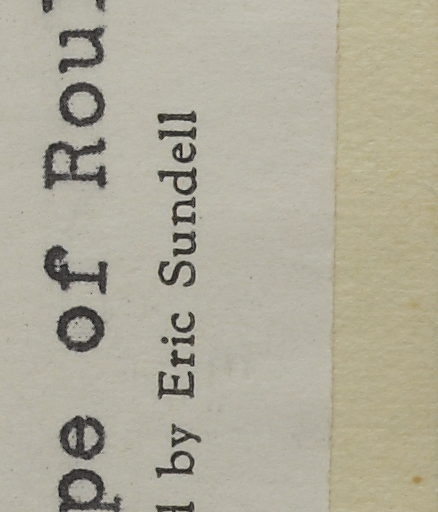 pe of Rou
d by Eric Sundell